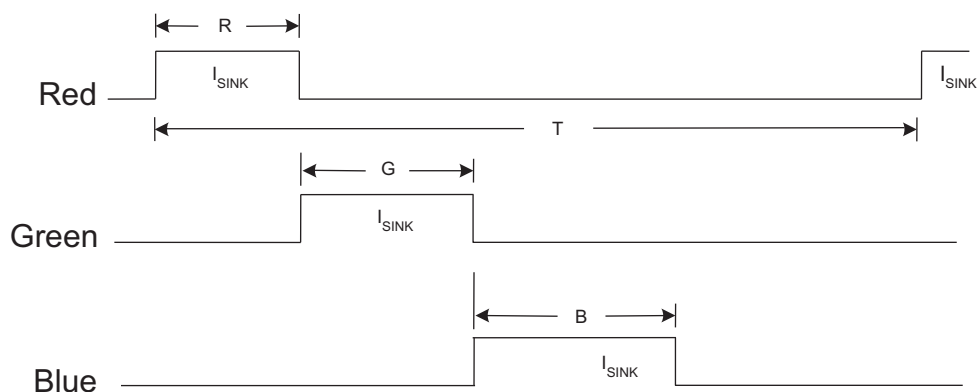 R
I_SINK
I_SINK
Red
T
G
I_SINK
Green
B
I_SINK
Blue